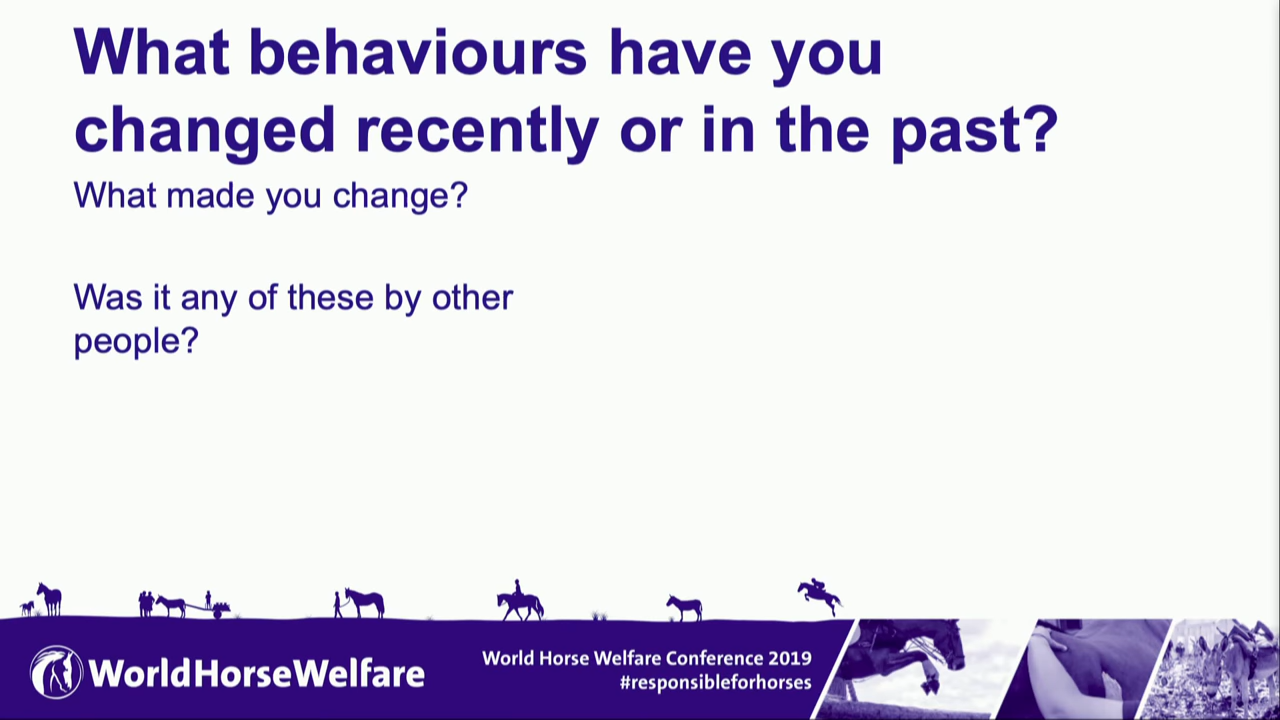 What behaviours have you
changed recently or in the past?
What made you change?
Was it any of these by other
people?
WorldHorseWelfare
World Horse Welfare Conference 2019
#responsibleforhorses